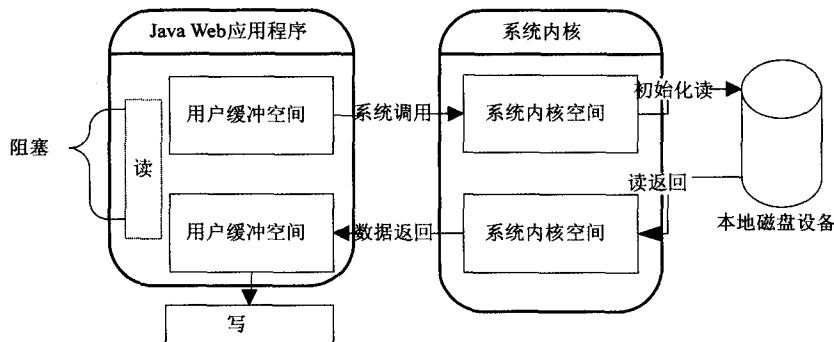 Java Web应用程序
系统内核
用户缓冲空间
系统调用
系统内核空间
初始化读
阻塞
读
读返回
用户缓冲空间
数据返回
系统内核空间
本地磁盘设备
写